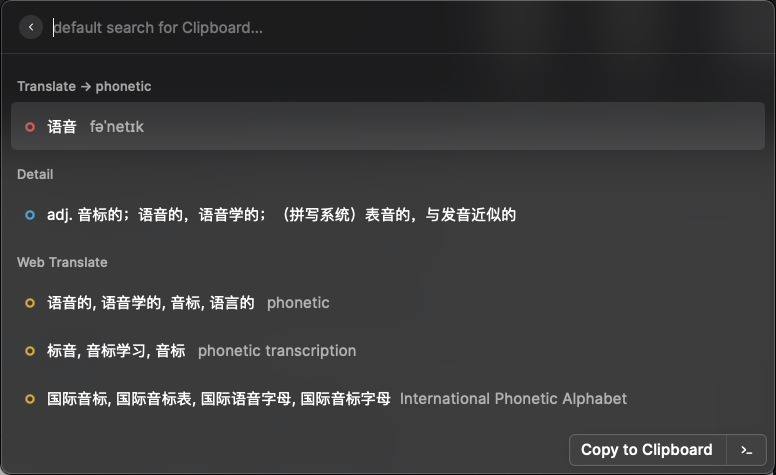 default search for Clipboard...
Translate → phonetic
语音 fə'netɪk
Detail
adj. 音标的；语音的，语音学的；（拼写系统）表音的，与发音近似的
Web Translate
语音的, 语音学的, 音标, 语言的 phonetic
标音, 音标学习, 音标 phonetic transcription
国际音标, 国际音标表, 国际语音字母, 国际音标字母 International Phonetic Alphabet
Copy to Clipboard